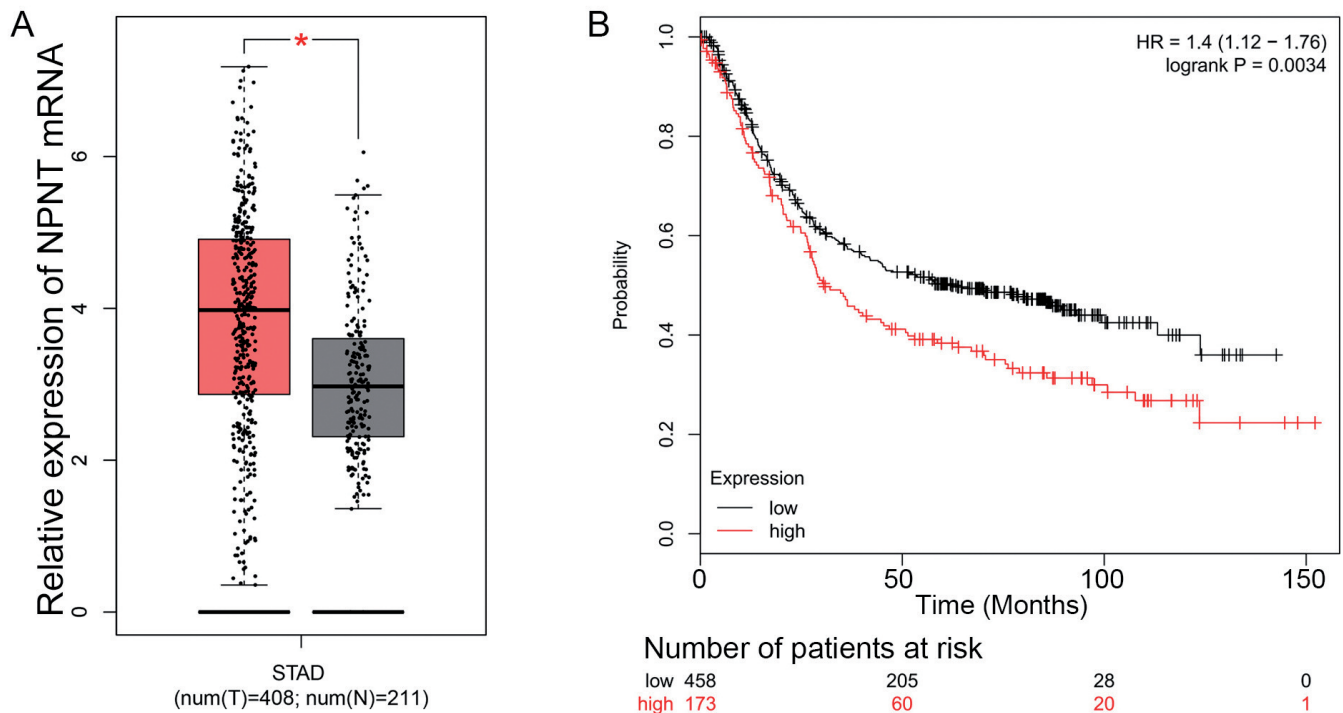 A
Relative expression of NPNT mRNA
*
6
4
2
0
STAD
(num(T)=408; num(N)=211)
B
HR = 1.4 (1.12 − 1.76)
logrank P = 0.0034
Probability
1.0
0.8
0.6
0.4
0.2
0.0
Expression
low
high
0 50 100 150
Time (Months)
Number of patients at risk
low 458 205 28 0
high 173 60 20 1